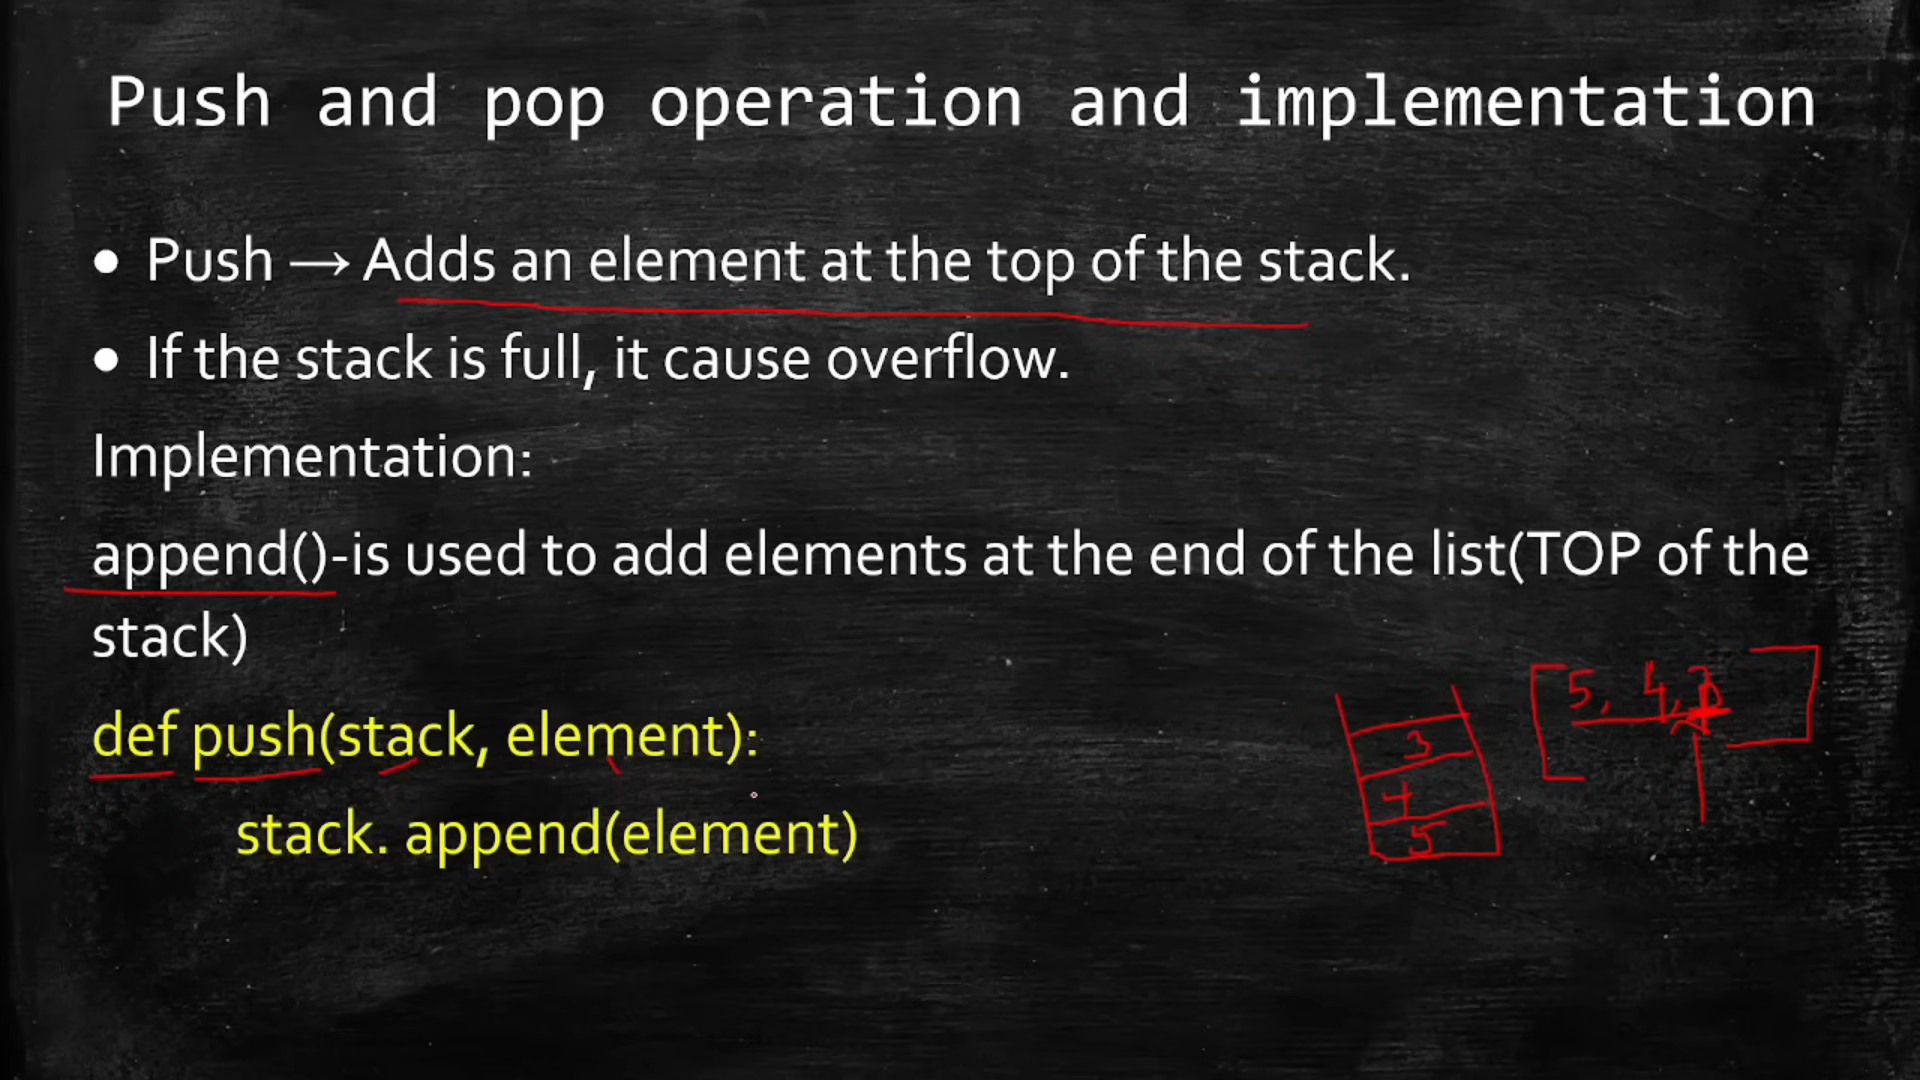 Push and pop operation and implementation
• Push → Adds an element at the top of the stack.
• If the stack is full, it cause overflow.
Implementation:
append()-is used to add elements at the end of the list(TOP of the
stack)
def push(stack, element):
stack. append(element)
5, 4,
3
4
5